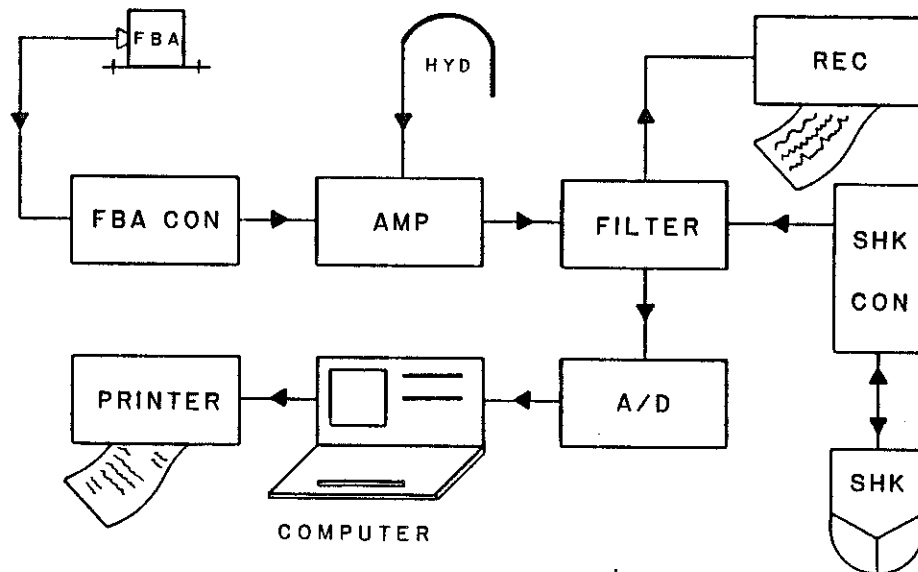 FBA
HYD
REC
FBA CON
AMP
FILTER
SHK
CON
PRINTER
A/D
SHK
COMPUTER